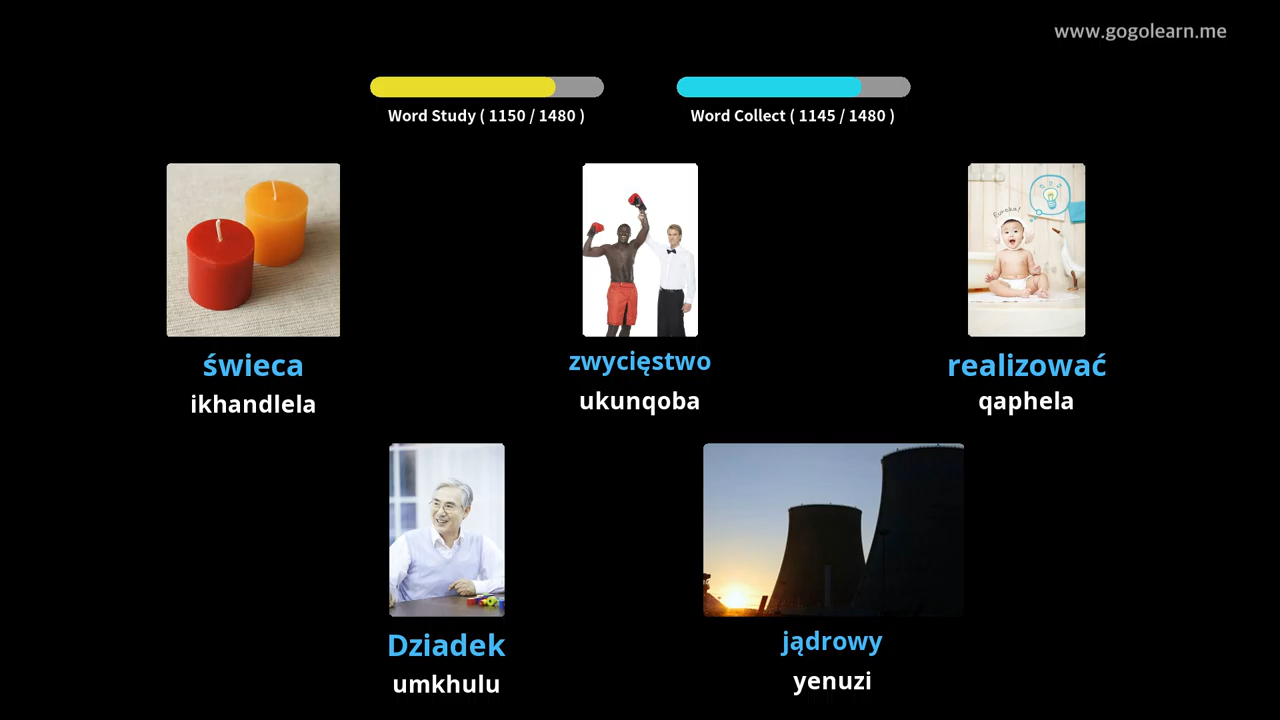 www.gogolearn.me
Word Study ( 1150 / 1480 )
Word Collect ( 1145 / 1480 )
Eureka!
świeca
ikhandlela
zwycięstwo
ukunqoba
realizować
qaphela
Dziadek
umkhulu
jądrowy
yenuzi